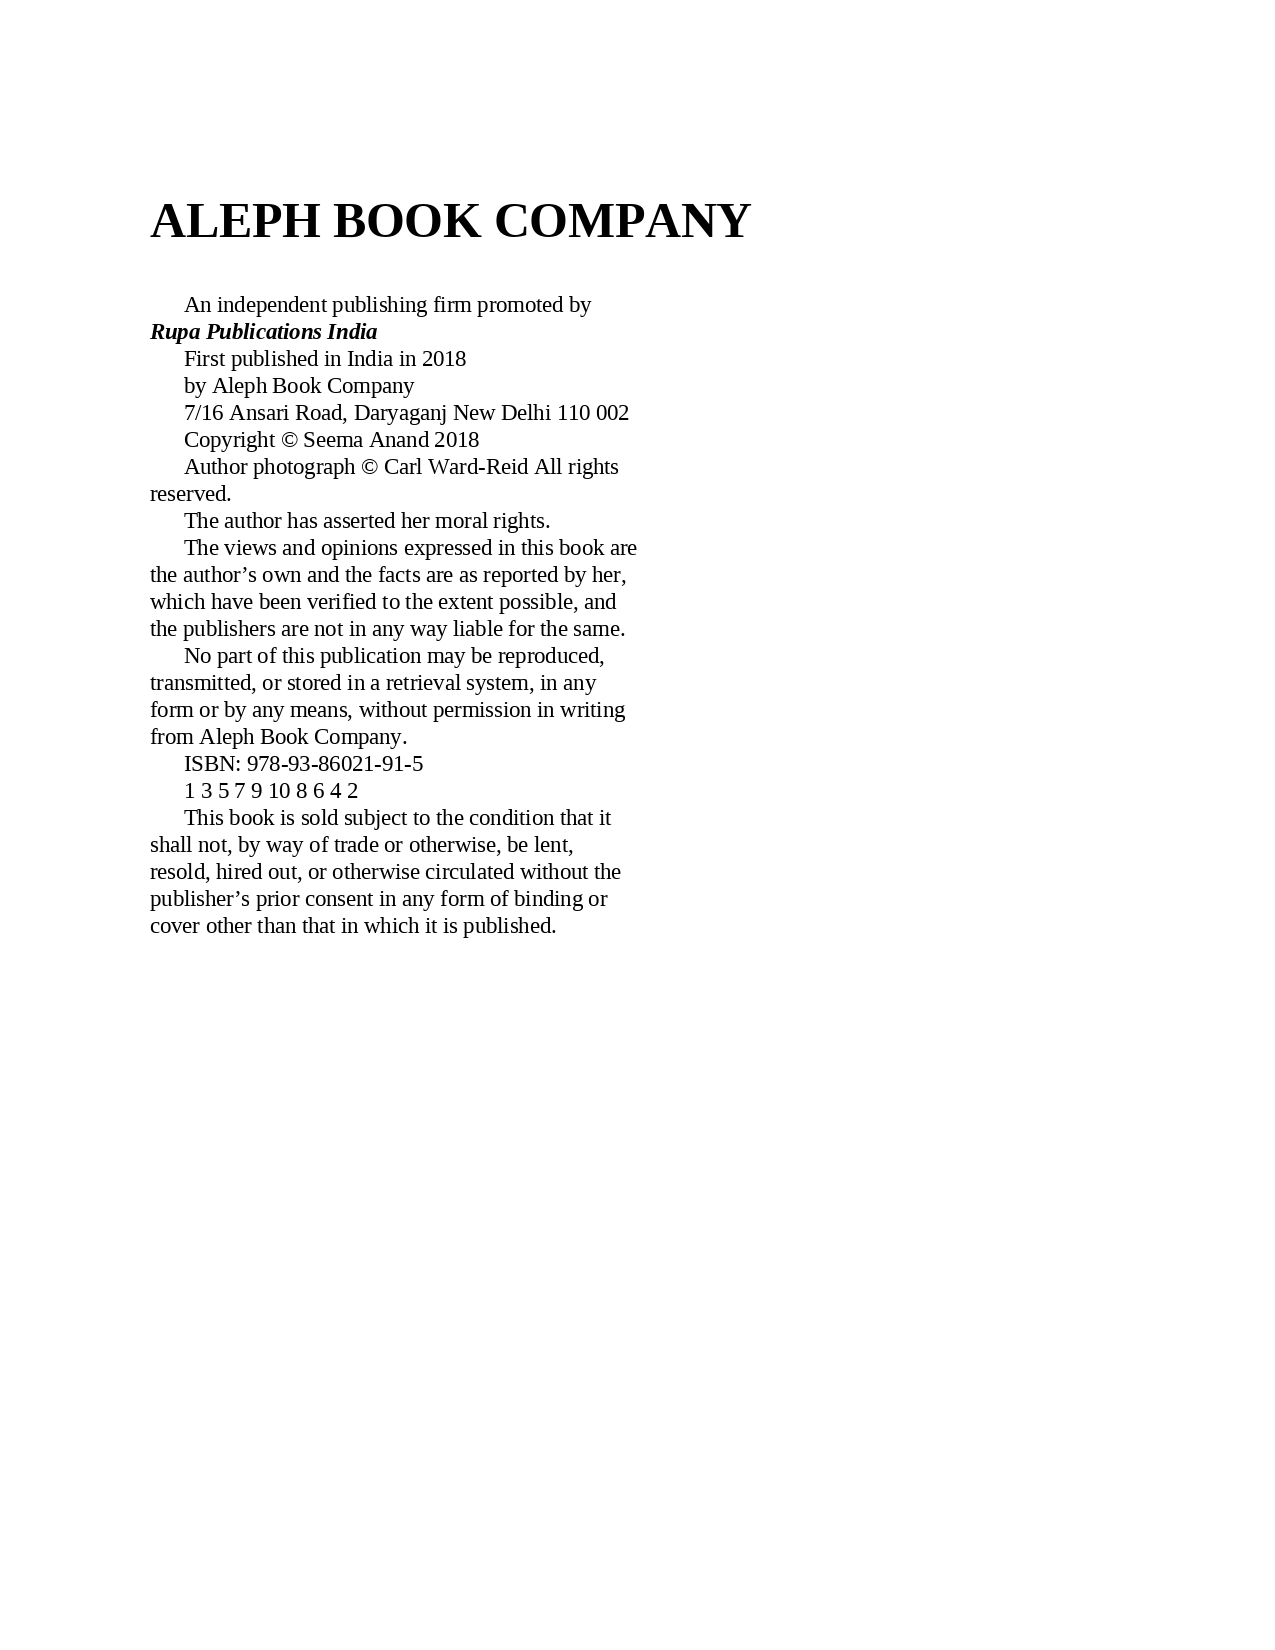 ALEPH BOOK COMPANY
An independent publishing firm promoted by
Rupa Publications India
First published in India in 2018
by Aleph Book Company
7/16 Ansari Road, Daryaganj New Delhi 110 002
Copyright © Seema Anand 2018
Author photograph © Carl Ward-Reid All rights
reserved.
The author has asserted her moral rights.
The views and opinions expressed in this book are
the author’s own and the facts are as reported by her,
which have been verified to the extent possible, and
the publishers are not in any way liable for the same.
No part of this publication may be reproduced,
transmitted, or stored in a retrieval system, in any
form or by any means, without permission in writing
from Aleph Book Company.
ISBN: 978-93-86021-91-5
1 3 5 7 9 10 8 6 4 2
This book is sold subject to the condition that it
shall not, by way of trade or otherwise, be lent,
resold, hired out, or otherwise circulated without the
publisher’s prior consent in any form of binding or
cover other than that in which it is published.